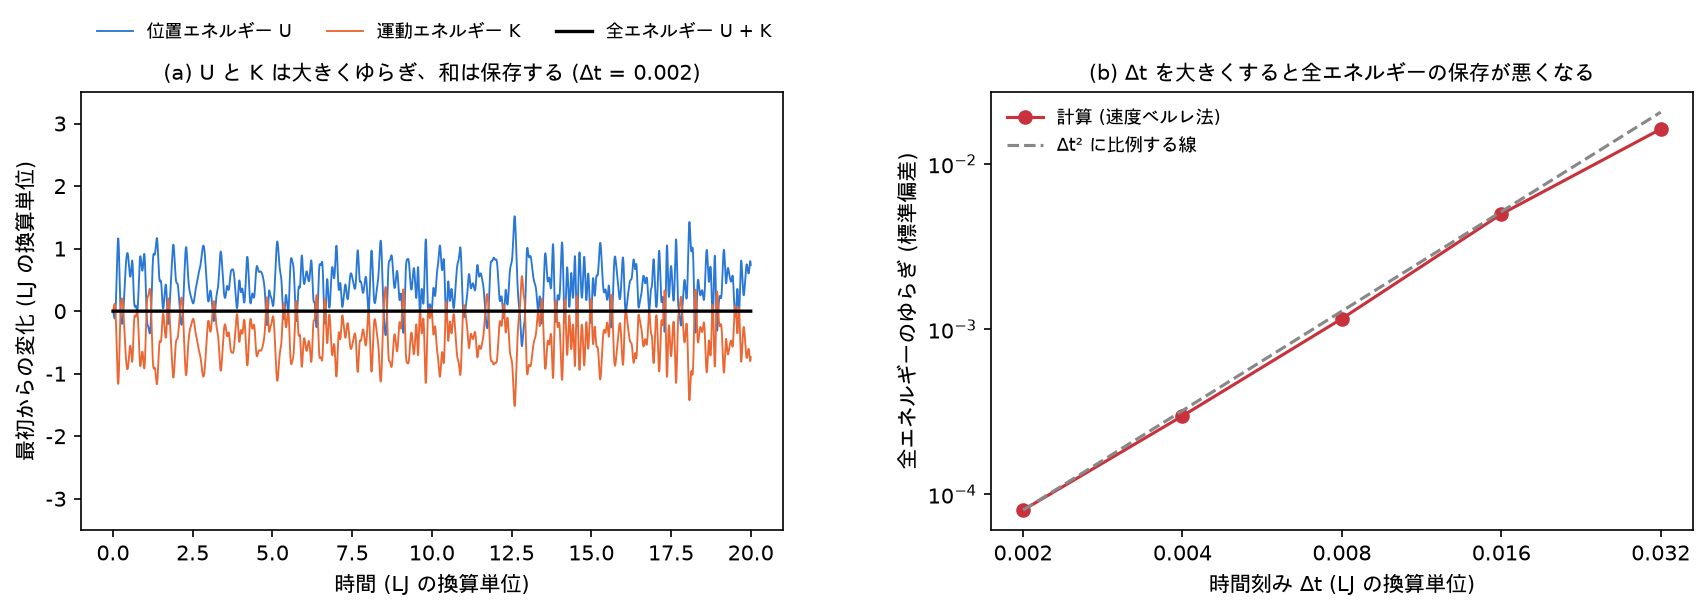 位置エネルギー U
運動エネルギー K
全エネルギー U + K
(a) U と K は大きくゆらぎ、和は保存する (Δt = 0.002)
最初からの変化 (LJ の換算単位)
3
2
1
0
-1
-2
-3
0.0 2.5 5.0 7.5 10.0 12.5 15.0 17.5 20.0
時間 (LJ の換算単位)
(b) Δt を大きくすると全エネルギーの保存が悪くなる
計算 (速度ベルレ法)
Δt² に比例する線
全エネルギーのゆらぎ (標準偏差)
10⁻²
10⁻³
10⁻⁴
0.002 0.004 0.008 0.016 0.032
時間刻み Δt (LJ の換算単位)